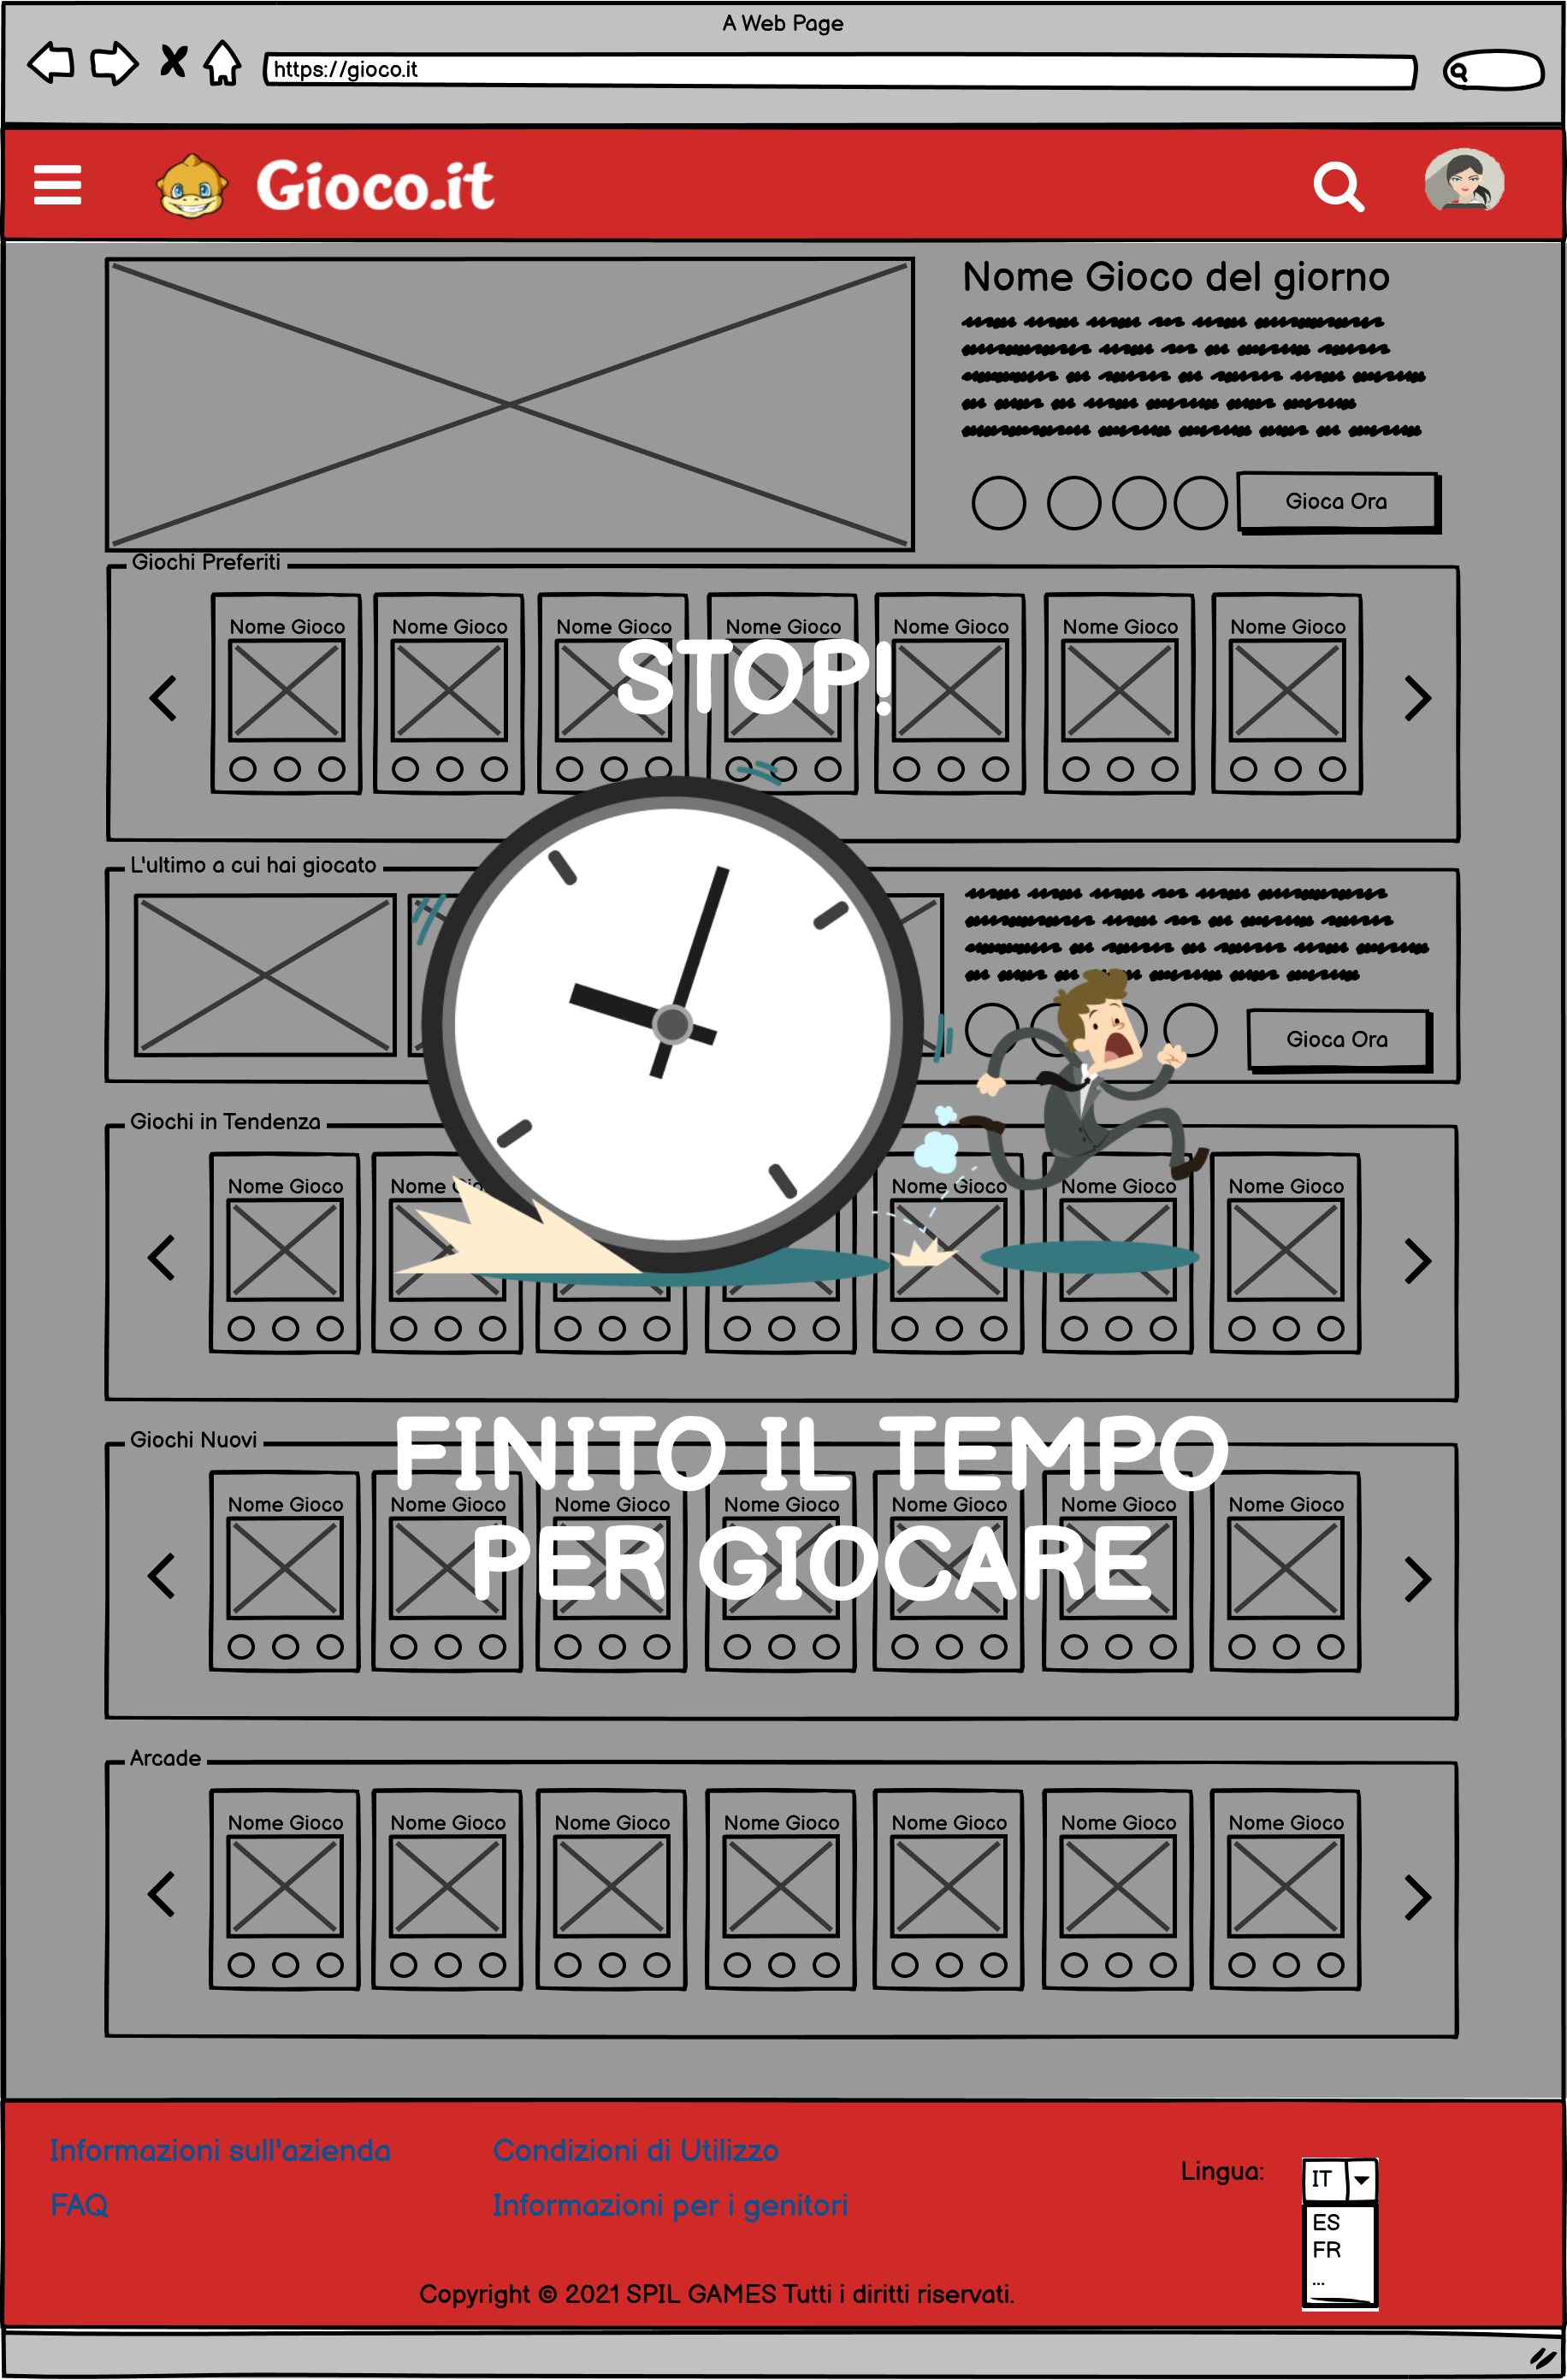 A Web Page
https://gioco.it
Gioco.it
Nome Gioco del giorno
Gioca Ora
Giochi Preferiti
Nome Gioco Nome Gioco Nome Gioco Nome Gioco Nome Gioco Nome Gioco Nome Gioco
STOP!
L'ultimo a cui hai giocato
Gioca Ora
Giochi in Tendenza
Nome Gioco Nome Gioco Nome Gioco Nome Gioco Nome Gioco
FINITO IL TEMPO
PER GIOCARE
Giochi Nuovi
Nome Gioco Nome Gioco Nome Gioco Nome Gioco Nome Gioco Nome Gioco Nome Gioco
Arcade
Nome Gioco Nome Gioco Nome Gioco Nome Gioco Nome Gioco Nome Gioco Nome Gioco
Informazioni sull'azienda
Condizioni di Utilizzo
FAQ
Informazioni per i genitori
Lingua:
IT
ES
FR
...
Copyright © 2021 SPIL GAMES Tutti i diritti riservati.